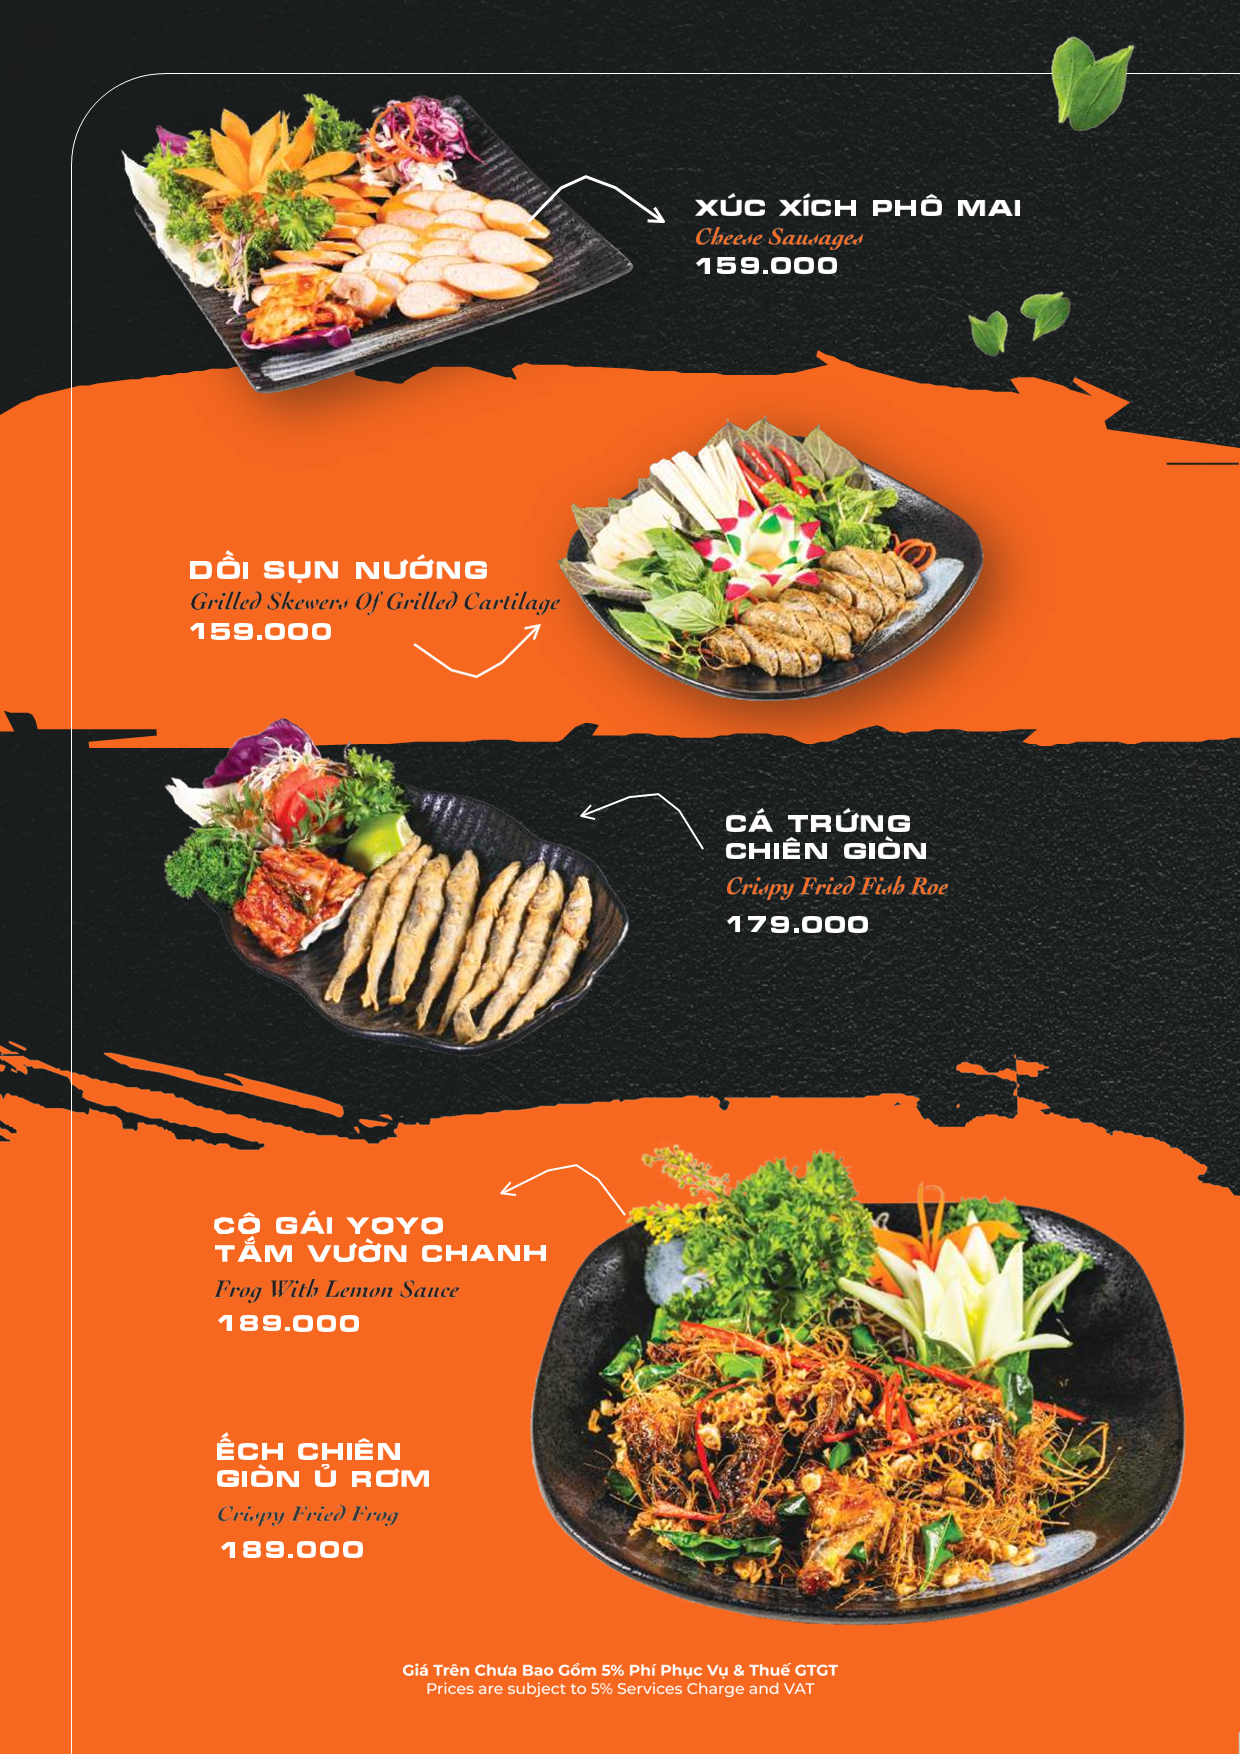 XÚC XÍCH PHÔ MAI
Cheese Sausages
159.000
DỒI SỤN NƯỚNG
Grilled Skewers Of Grilled Cartilage
159.000
CÁ TRỨNG
CHIÊN GIÒN
Crispy Fried Fish Roe
179.000
CÔ GÁI YOYO
TẮM VƯỜN CHANH
Frog With Lemon Sauce
189.000
ẾCH CHIÊN
GIÒN Ủ RƠM
Crispy Fried Frog
189.000
Giá Trên Chưa Bao Gồm 5% Phí Phục Vụ & Thuế GTGT
Prices are subject to 5% Services Charge and VAT